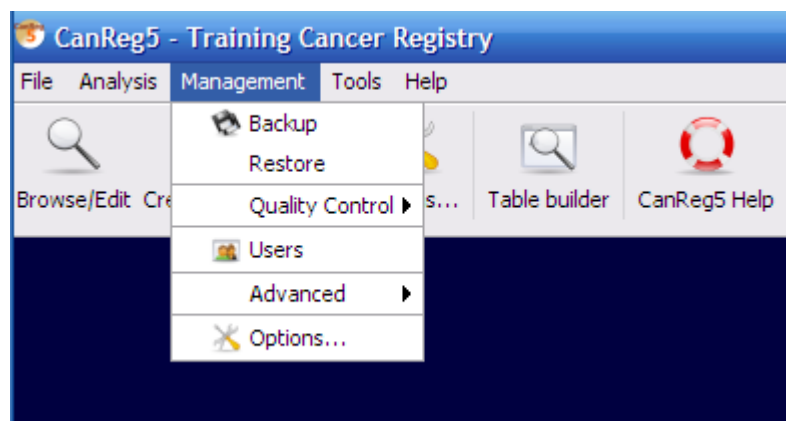 CanReg5 - Training Cancer Registry
File Analysis Management Tools Help
Backup
Restore
Quality Control
Users
Advanced
Options...
Browse/Edit Cre s... Table builder CanReg5 Help